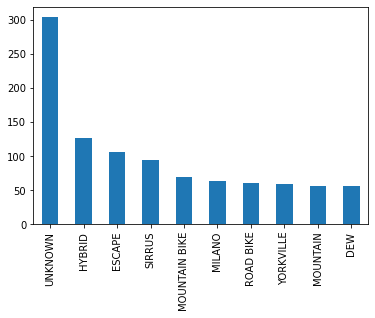 300
250
200
150
100
50
0
UNKNOWN
HYBRID
ESCAPE
SIRRUS
MOUNTAIN BIKE
MILANO
ROAD BIKE
YORKVILLE
MOUNTAIN
DEW